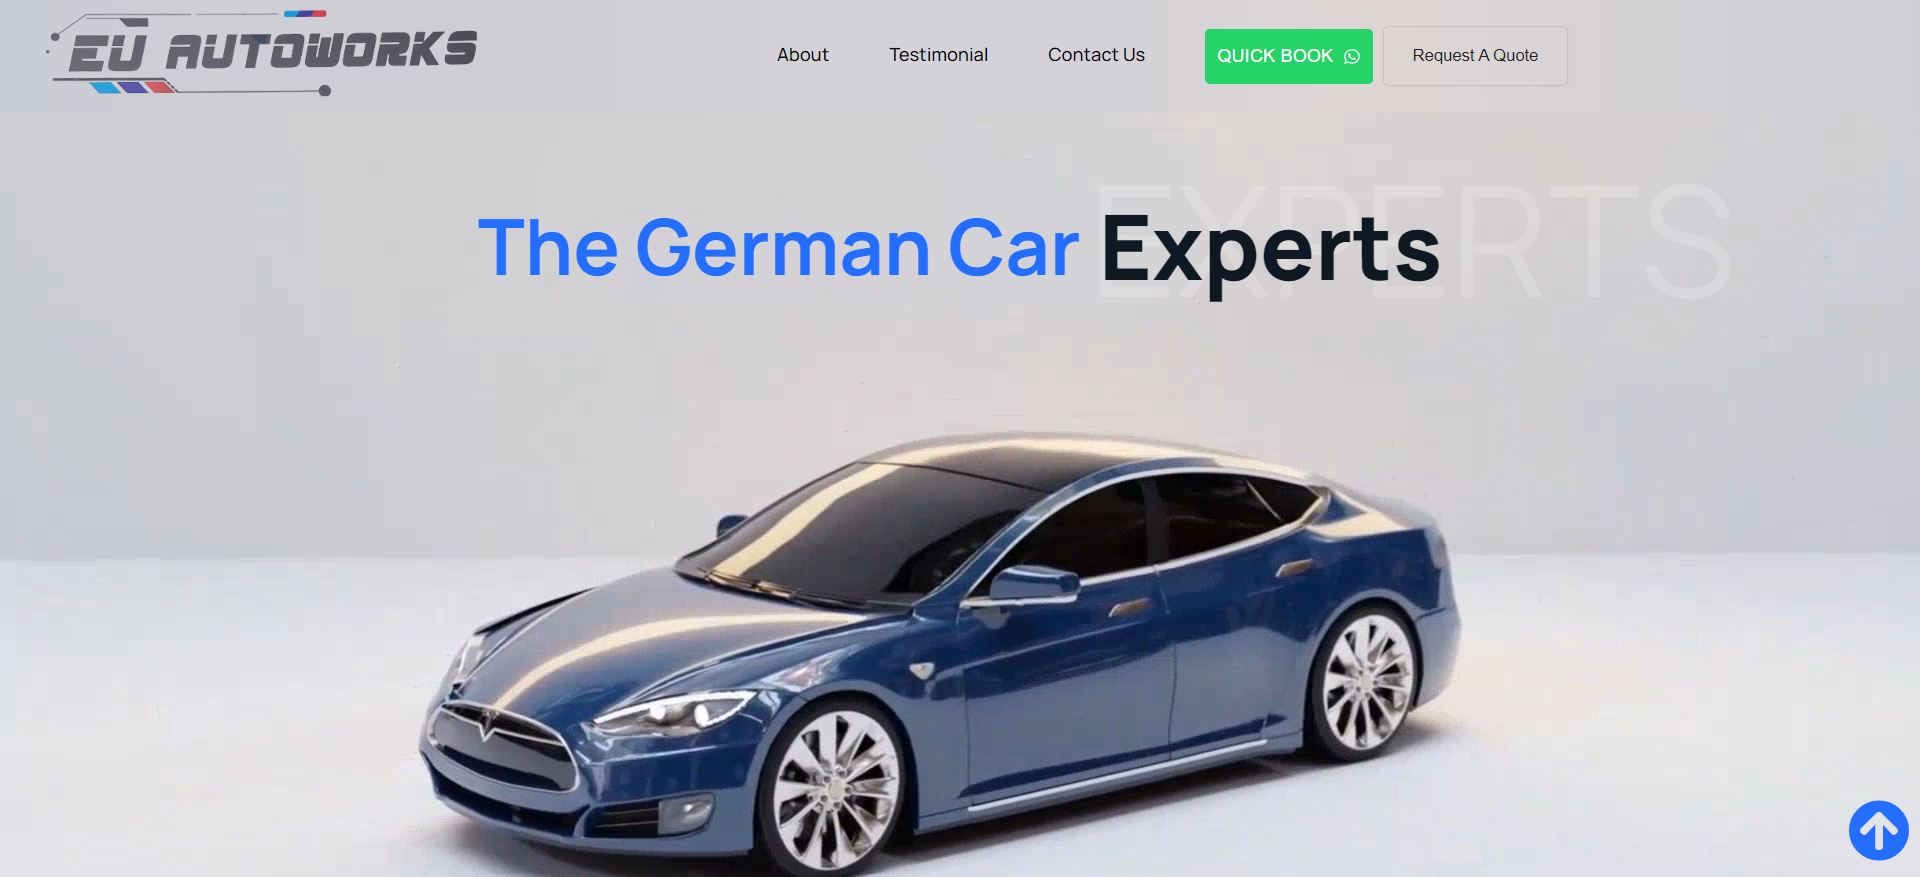 EU AUTOWORKS
About
Testimonial
Contact Us
QUICK BOOK
Request A Quote
EXPERTS
The German Car Experts